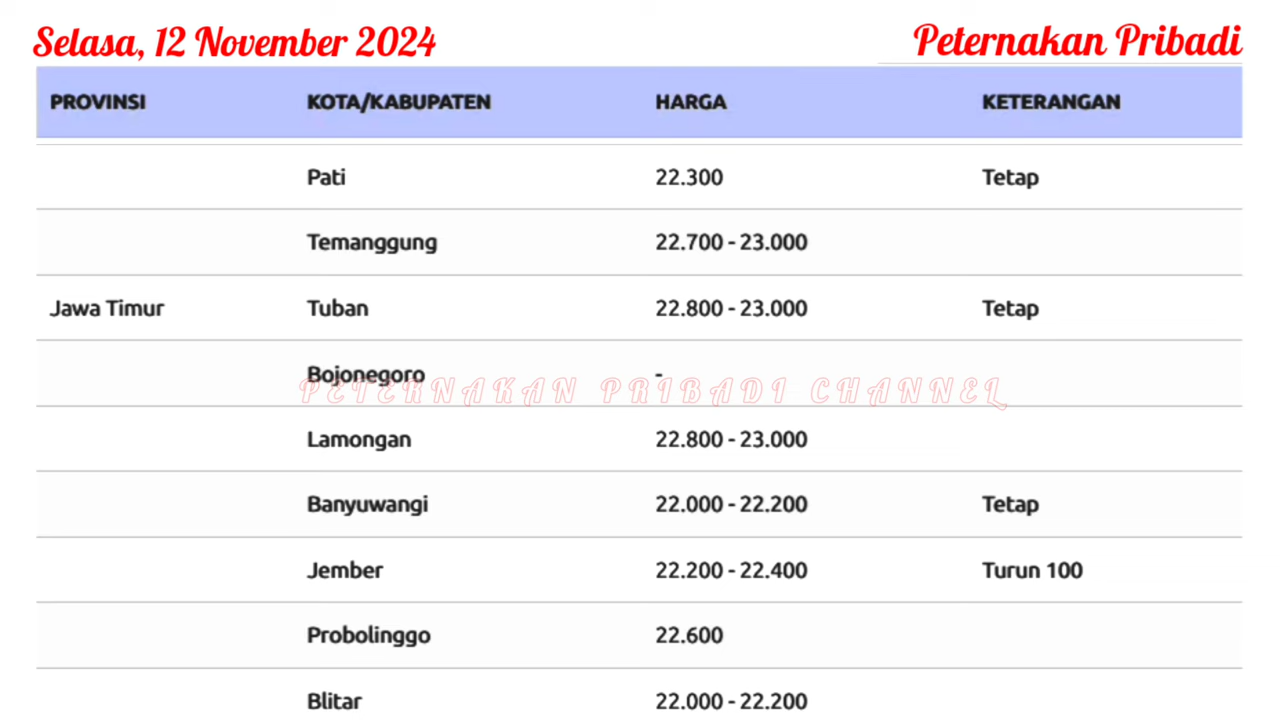 Selasa, 12 November 2024 Peternakan Pribadi
PROVINSI KOTA/KABUPATEN HARGA KETERANGAN
Pati 22.300 Tetap
Temanggung 22.700 - 23.000
Jawa Timur Tuban 22.800 - 23.000 Tetap
Bojonegoro -
PETERNAKAN PRIBADI CHANNEL
Lamongan 22.800 - 23.000
Banyuwangi 22.000 - 22.200 Tetap
Jember 22.200 - 22.400 Turun 100
Probolinggo 22.600
Blitar 22.000 - 22.200